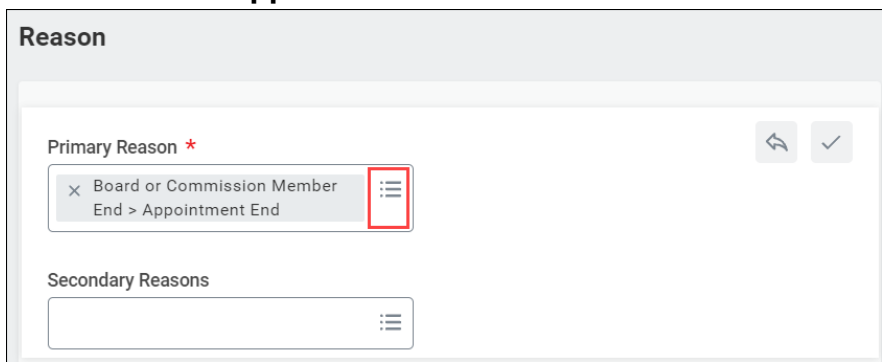 Reason
Primary Reason *
× Board or Commission Member
End > Appointment End
Secondary Reasons